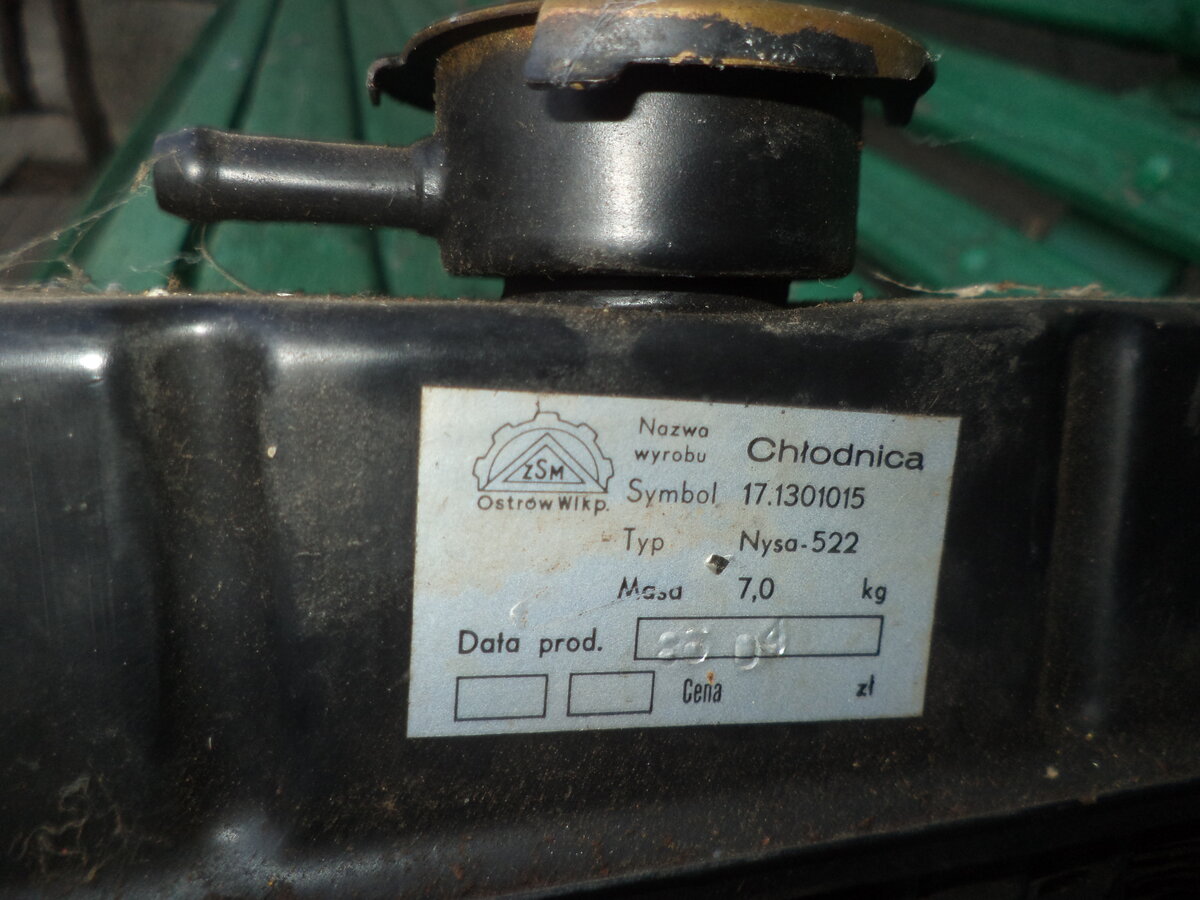 ZSM
Ostrów Wlkp.
Nazwa
wyrobu Chłodnica
Symbol 17.1301015
Typ Nysa-522
Masa 7,0 kg
Data prod. 04
Cena zł